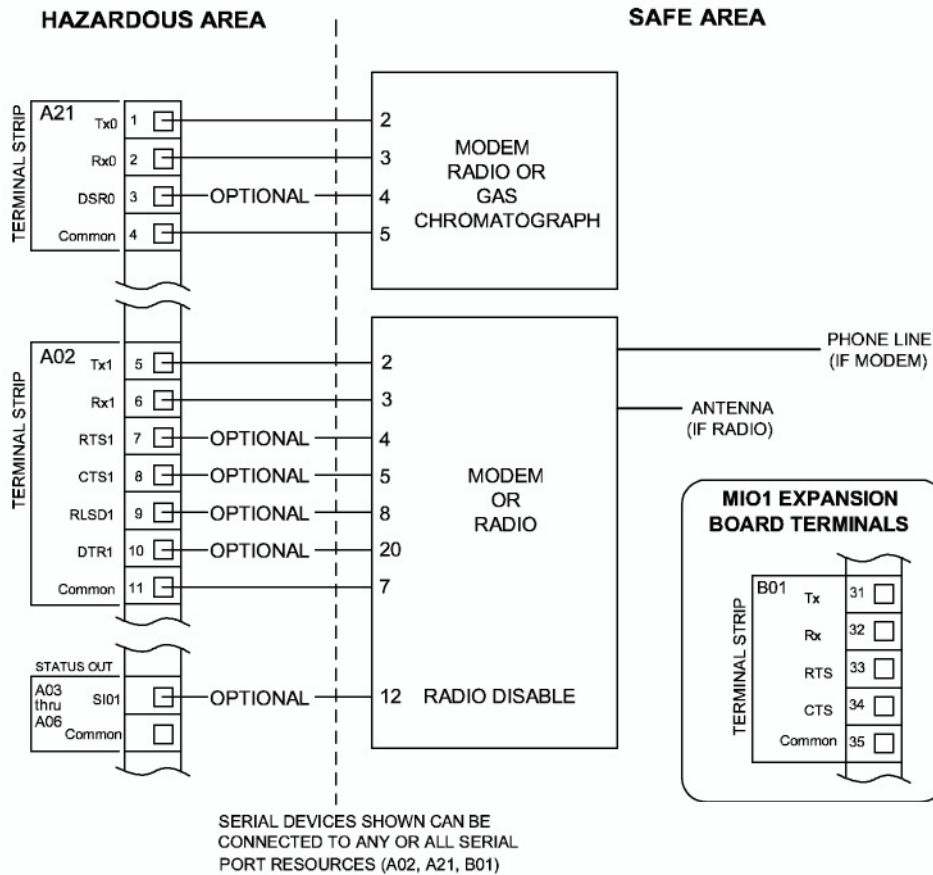 HAZARDOUS AREA
SAFE AREA
TERMINAL STRIP
A21
Tx0 1
Rx0 2
DSR0 3
Common 4
OPTIONAL
2
3
4
5
MODEM
RADIO OR
GAS
CHROMATOGRAPH
TERMINAL STRIP
A02
Tx1 5
Rx1 6
RTS1 7
CTS1 8
RLSD1 9
DTR1 10
Common 11
OPTIONAL
OPTIONAL
OPTIONAL
OPTIONAL
2
3
4
5
8
20
7
MODEM
OR
RADIO
PHONE LINE
(IF MODEM)
ANTENNA
(IF RADIO)
STATUS OUT
A03
thru
A06
SI01
Common
OPTIONAL
12 RADIO DISABLE
MIO1 EXPANSION
BOARD TERMINALS
TERMINAL STRIP
B01
Tx 31
Rx 32
RTS 33
CTS 34
Common 35
SERIAL DEVICES SHOWN CAN BE
CONNECTED TO ANY OR ALL SERIAL
PORT RESOURCES (A02, A21, B01)